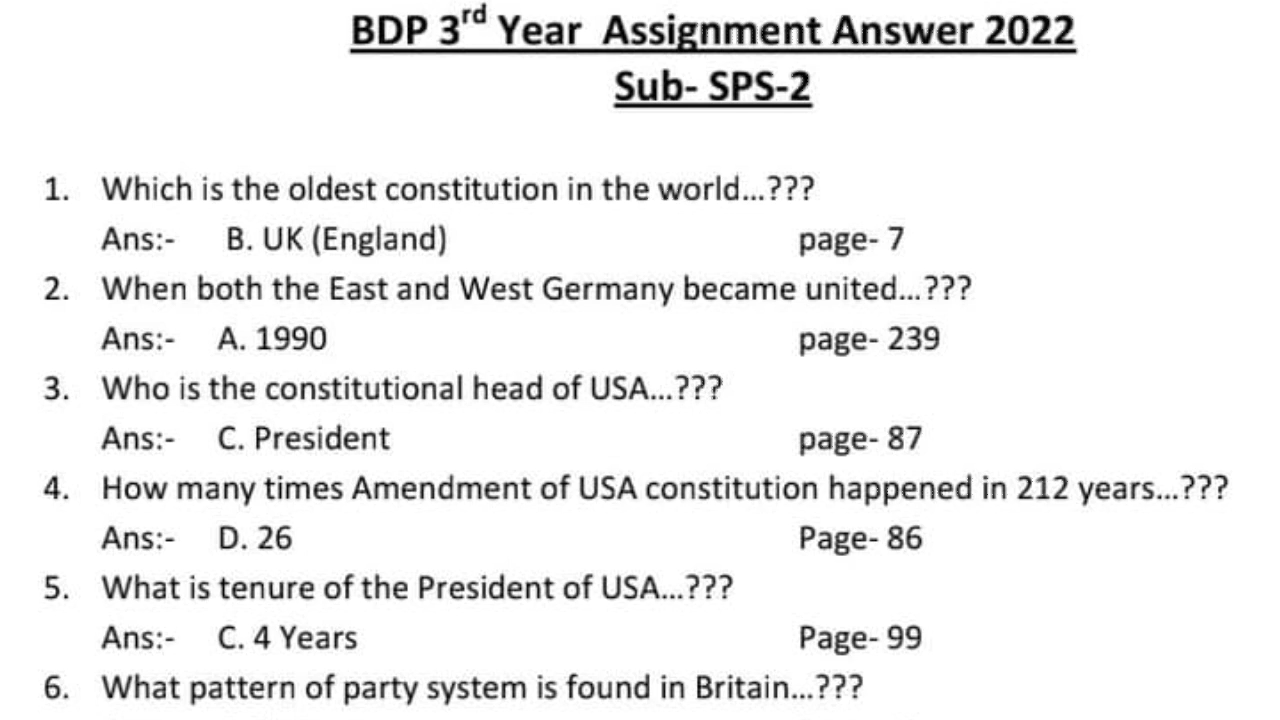 BDP 3rd Year Assignment Answer 2022
Sub- SPS-2
1. Which is the oldest constitution in the world...???
Ans:- B. UK (England) page- 7
2. When both the East and West Germany became united...???
Ans:- A. 1990 page- 239
3. Who is the constitutional head of USA...???
Ans:- C. President page- 87
4. How many times Amendment of USA constitution happened in 212 years...???
Ans:- D. 26 Page- 86
5. What is tenure of the President of USA...???
Ans:- C. 4 Years Page- 99
6. What pattern of party system is found in Britain...???